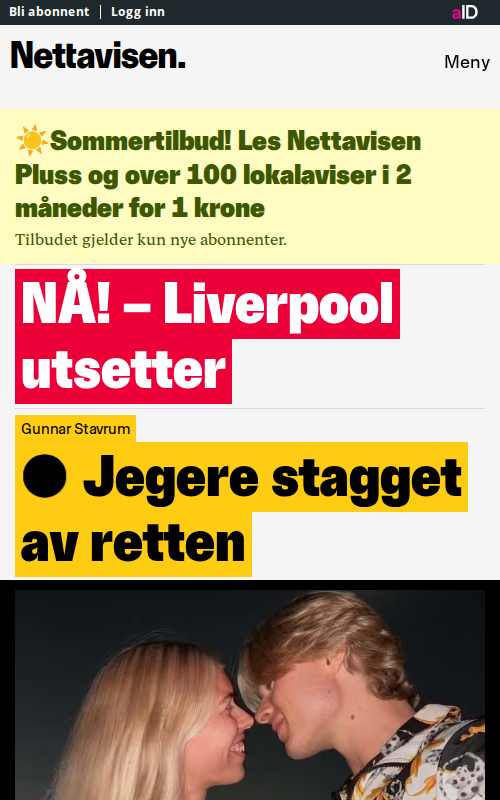 Bli abonnent | Logg inn
aID
Nettavisen.
Meny
☀️Sommertilbud! Les Nettavisen
Pluss og over 100 lokalaviser i 2
måneder for 1 krone
Tilbudet gjelder kun nye abonnenter.
NÅ! – Liverpool
utsetter
Gunnar Stavrum
● Jegere stagget
av retten